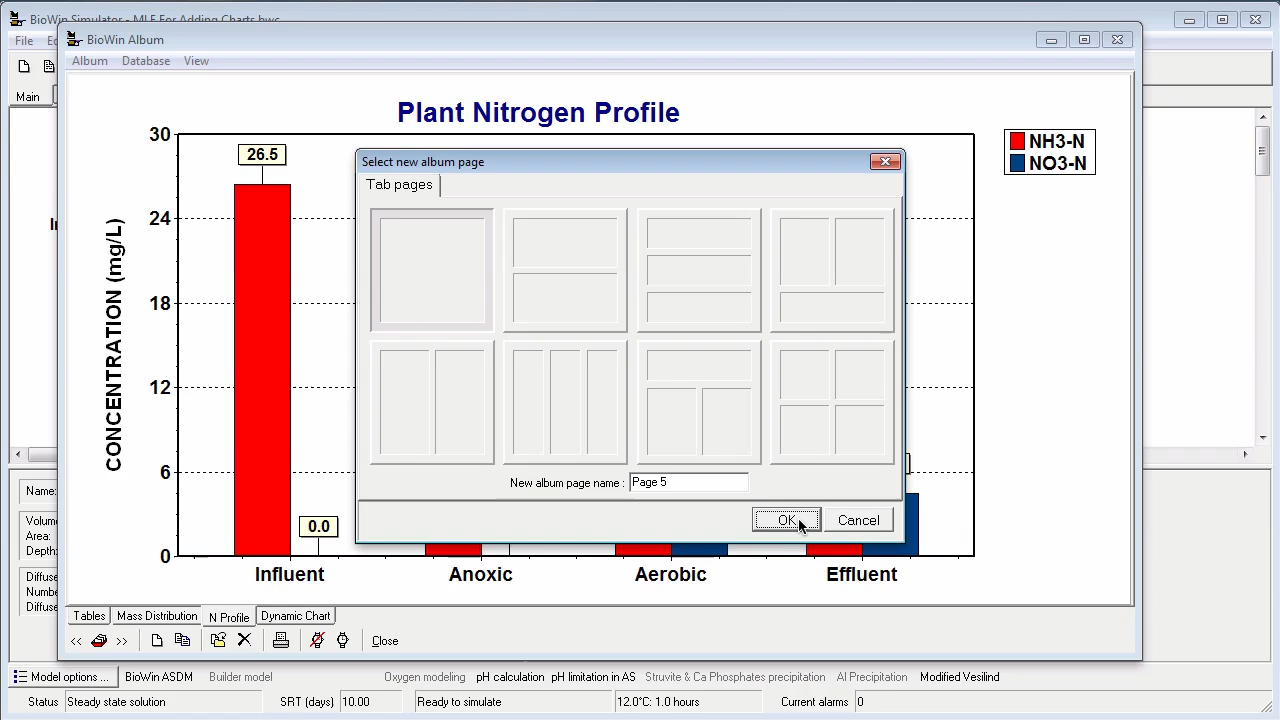 BioWin Simulator - MLE For Adding Charts.bwc
File
BioWin Album
Album Database View
Main
Plant Nitrogen Profile
NH3-N
NO3-N
CONCENTRATION (mg/L)
30
24
18
12
6
0
26.5
0.0
Influent Anoxic Aerobic Effluent
Select new album page
Tab pages
New album page name : Page 5
OK Cancel
Name:
Volum
Area:
Depth:
Diffuse
Numbe
Diffuse
Tables Mass Distribution N Profile Dynamic Chart
<< >> Close
Model options ... BioWin ASDM Builder model Oxygen modeling pH calculation pH limitation in AS Struvite & Ca Phosphates precipitation Al Precipitation Modified Vesilind
Status Steady state solution SRT (days) 10.00 Ready to simulate 12.0°C: 1.0 hours Current alarms 0